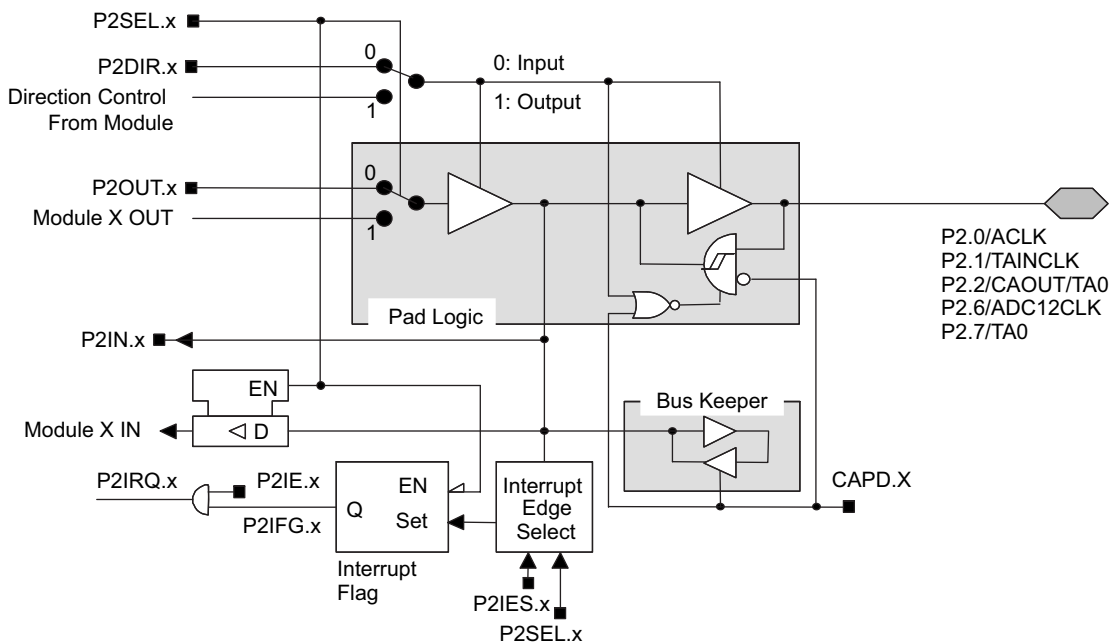 P2SEL.x
P2DIR.x
0
0: Input
Direction Control
From Module
1
1: Output
P2OUT.x
0
Module X OUT
1
P2.0/ACLK
P2.1/TAINCLK
P2.2/CAOUT/TA0
P2.6/ADC12CLK
P2.7/TA0
Pad Logic
P2IN.x
EN
Bus Keeper
Module X IN
D
CAPD.X
P2IRQ.x
P2IE.x
P2IFG.x
Q
EN
Set
Interrupt
Edge
Select
Interrupt
Flag
P2IES.x
P2SEL.x